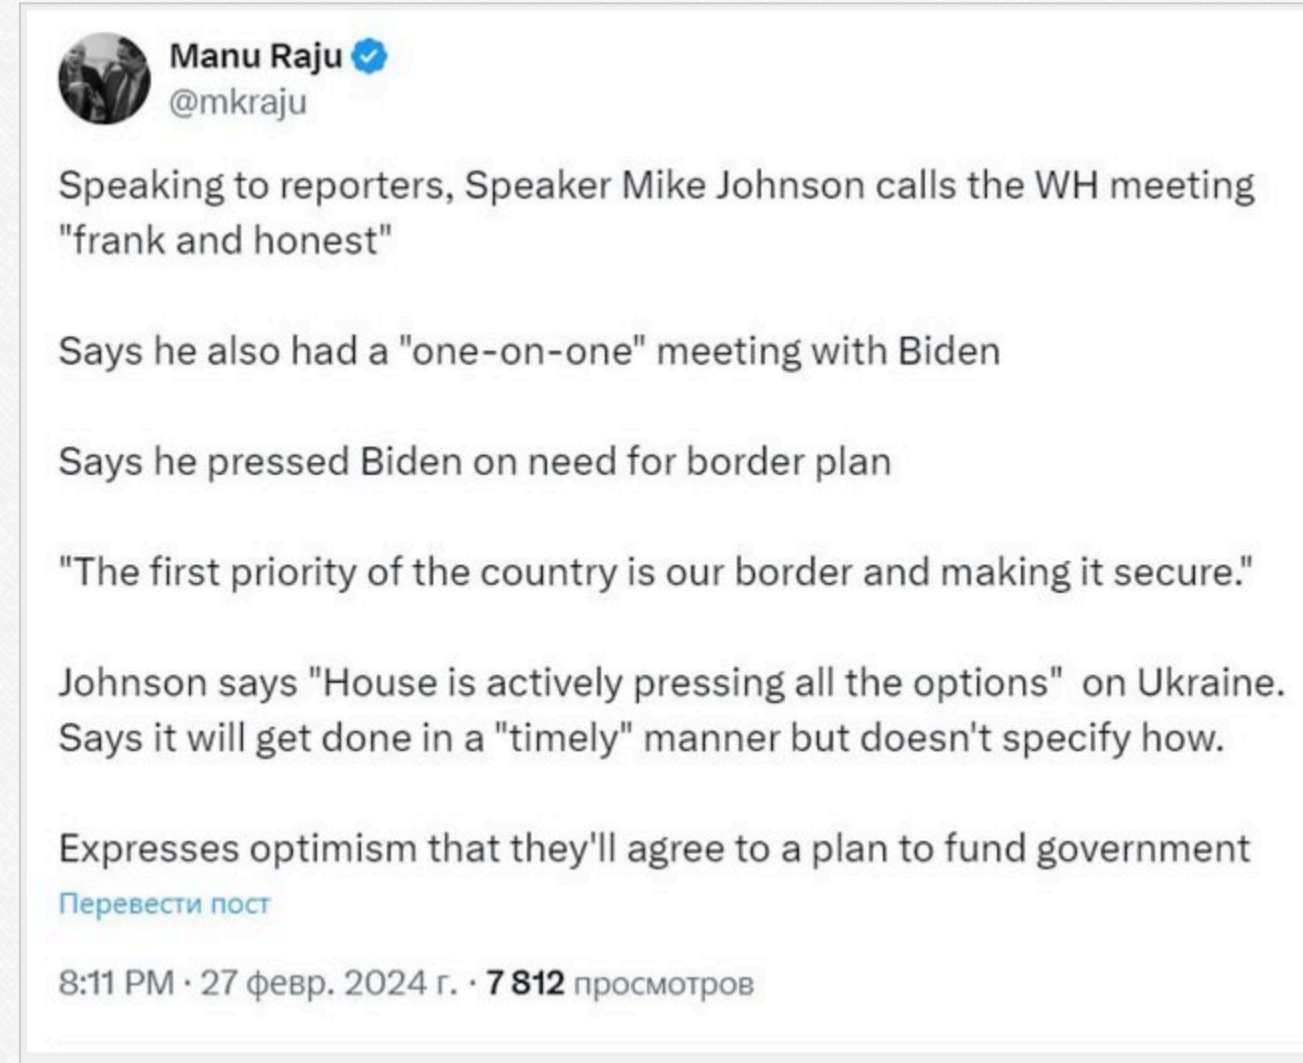 Manu Raju
@mkraju
Speaking to reporters, Speaker Mike Johnson calls the WH meeting
"frank and honest"
Says he also had a "one-on-one" meeting with Biden
Says he pressed Biden on need for border plan
"The first priority of the country is our border and making it secure."
Johnson says "House is actively pressing all the options"  on Ukraine.
Says it will get done in a "timely" manner but doesn't specify how.
Expresses optimism that they'll agree to a plan to fund government
Перевести пост
8:11 PM · 27 февр. 2024 г. · 7 812 просмотров